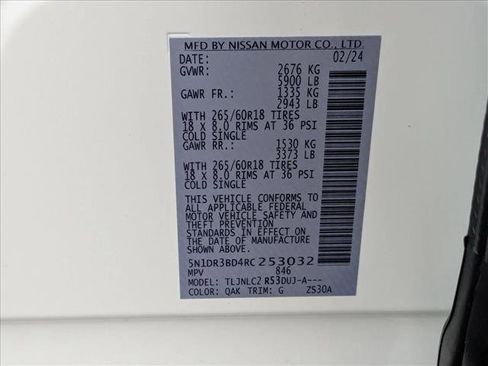 MFD BY NISSAN MOTOR CO., LTD.
DATE: 02/24
GVWR: 2676 KG
5900 LB
GAWR FR.: 1335 KG
2943 LB
WITH 265/60R18 TIRES
18 X 8.0 RIMS AT 36 PSI
COLD SINGLE
GAWR RR.: 1530 KG
3373 LB
WITH 265/60R18 TIRES
18 X 8.0 RIMS AT 36 PSI
COLD SINGLE
THIS VEHICLE CONFORMS TO
ALL APPLICABLE FEDERAL
MOTOR VEHICLE SAFETY AND
THEFT PREVENTION
STANDARDS IN EFFECT ON
THE DATE OF MANUFACTURE
SHOWN ABOVE.
5N1DR3BD4RC253032
MPV 846
MODEL: TLJNLC2 R53DUJ-A---
COLOR: QAK TRIM: G ZS30A